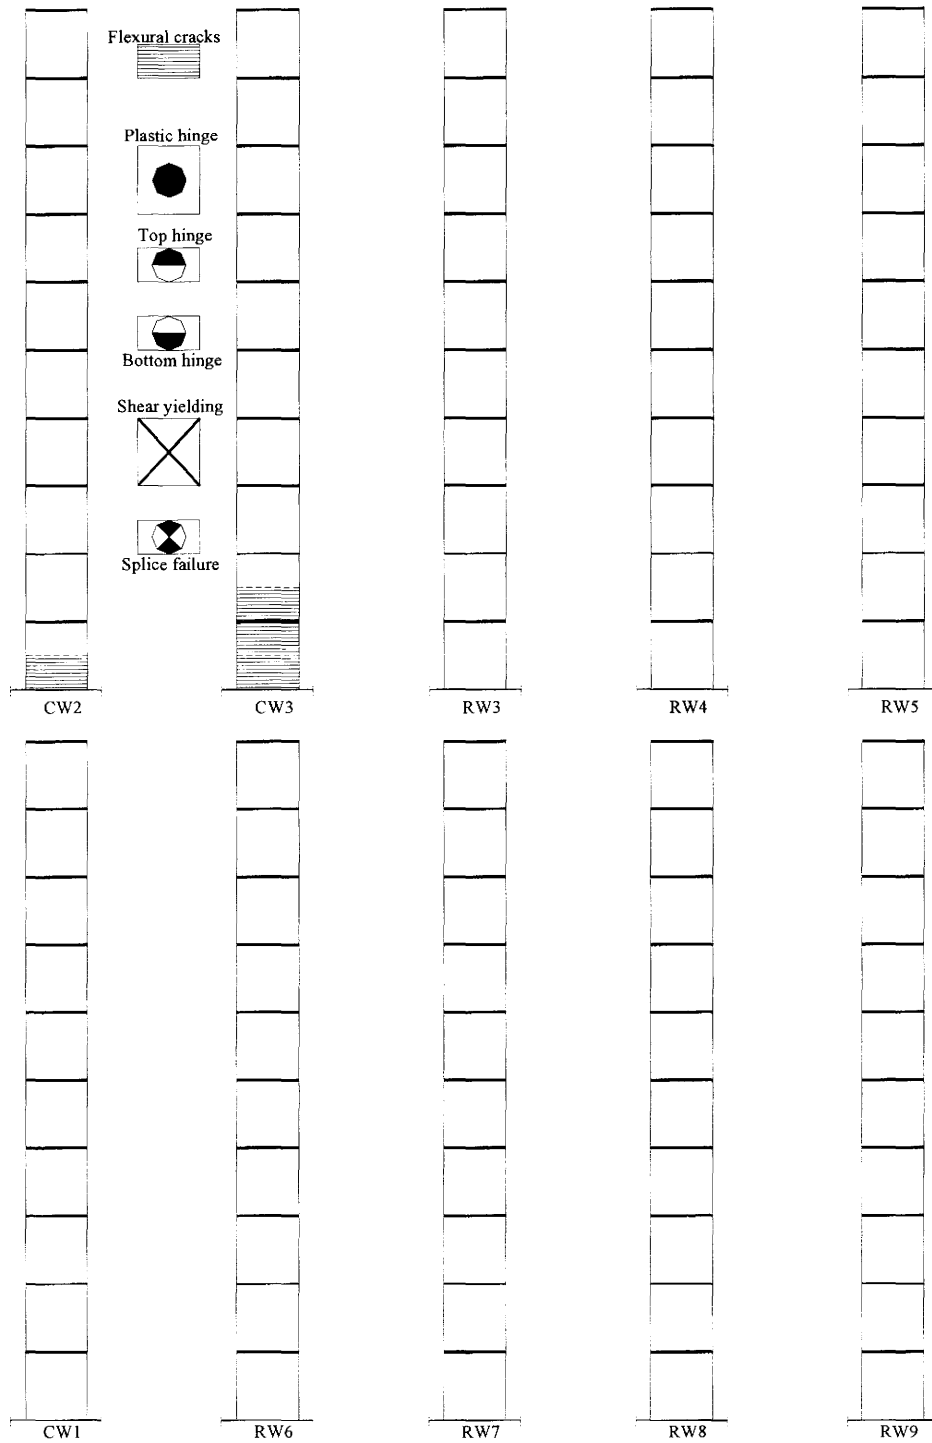 Flexural cracks
Plastic hinge
Top hinge
Bottom hinge
Shear yielding
Splice failure
CW2
CW3
RW3
RW4
RW5
CW1
RW6
RW7
RW8
RW9